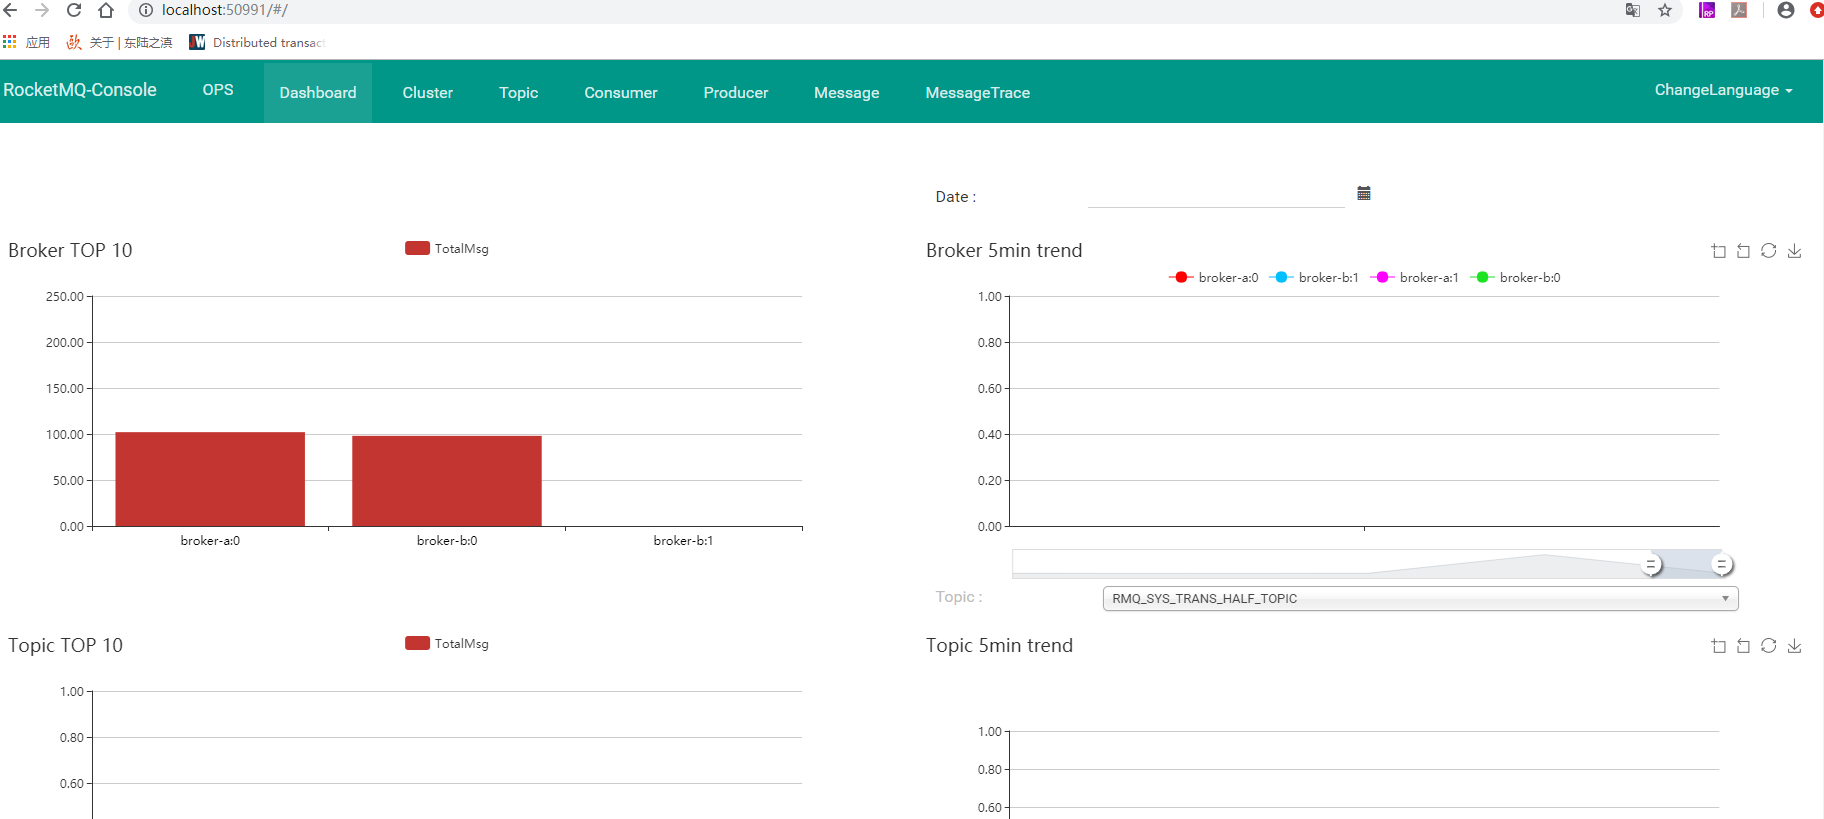 localhost:50991/#/
应用 关于 | 东陆之滇 Distributed transac
RocketMQ-Console OPS Dashboard Cluster Topic Consumer Producer Message MessageTrace ChangeLanguage
Date :
Broker TOP 10
TotalMsg
250.00
200.00
150.00
100.00
50.00
0.00
broker-a:0 broker-b:0 broker-b:1
Broker 5min trend
broker-a:0 broker-b:1 broker-a:1 broker-b:0
1.00
0.80
0.60
0.40
0.20
0.00
Topic : RMQ_SYS_TRANS_HALF_TOPIC
Topic TOP 10
TotalMsg
1.00
0.80
0.60
Topic 5min trend
1.00
0.80
0.60